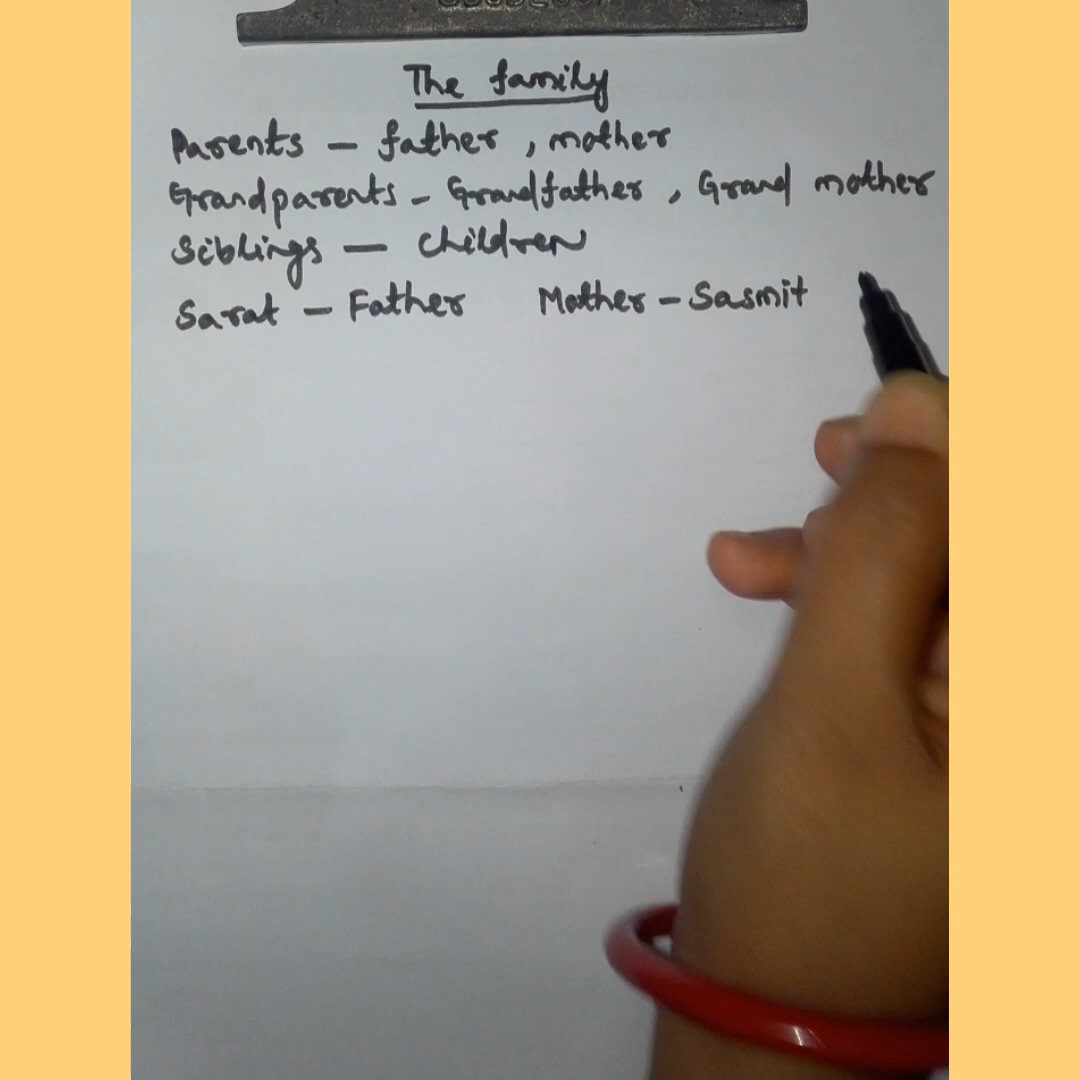 The family
Parents - father, mother
Grandparents - Grandfather, Grand mother
Siblings - children
Sarat - Father Mother - Sasmit